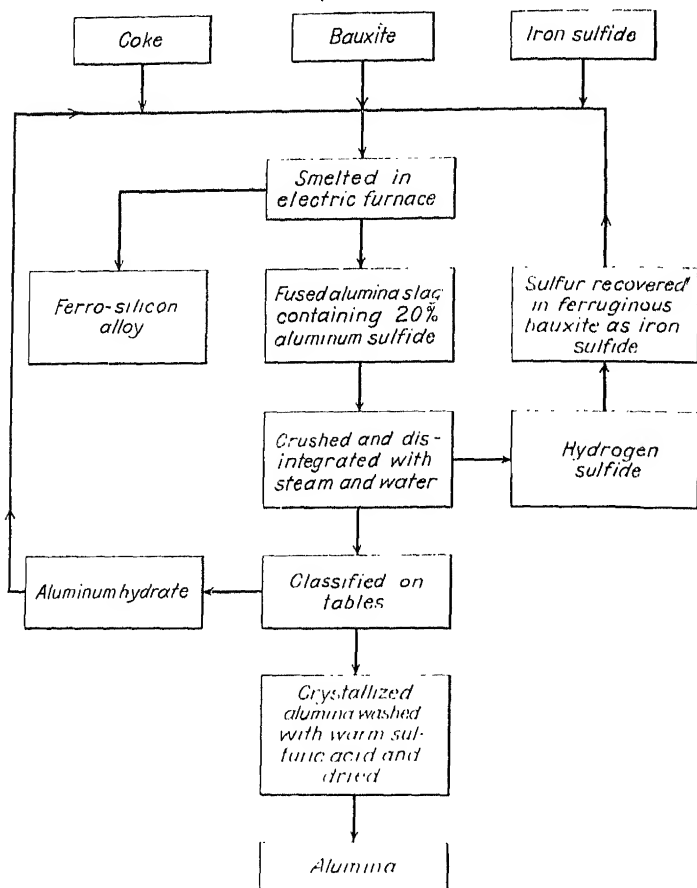 Coke
Bauxite
Iron sulfide
Smelted in
electric furnace
Ferro-silicon
alloy
Fused alumina slag
containing 20%
aluminum sulfide
Sulfur recovered
in ferruginous
bauxite as iron
sulfide
Crushed and dis-
integrated with
steam and water
Hydrogen
sulfide
Aluminum hydrate
Classified on
tables
Crystallized
alumina washed
with warm sul-
furic acid and
dried
Alumina